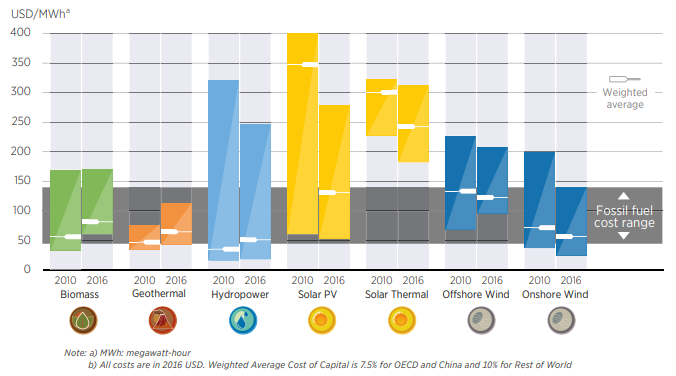 USD/MWhª
400
350
300
250
200
150
100
50
0
Weighted
average
Fossil fuel
cost range
2010 2016 2010 2016 2010 2016 2010 2016 2010 2016 2010 2016 2010 2016
Biomass Geothermal Hydropower Solar PV Solar Thermal Offshore Wind Onshore Wind
Note: a) MWh: megawatt-hour
b) All costs are in 2016 USD. Weighted Average Cost of Capital is 7.5% for OECD and China and 10% for Rest of World